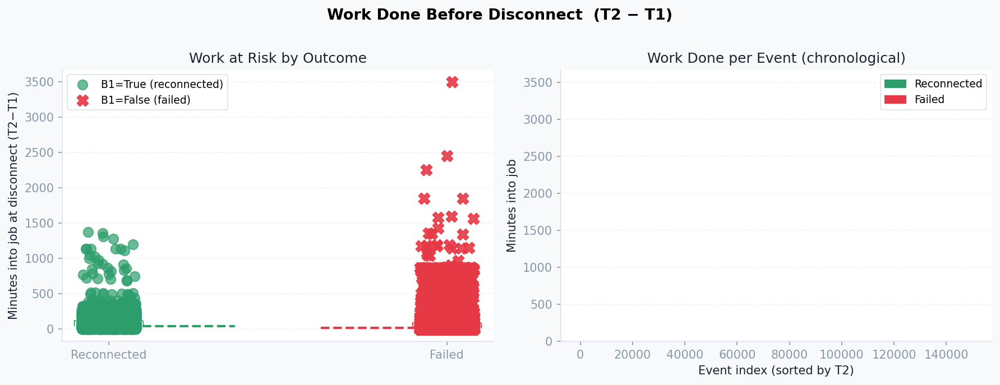 Work Done Before Disconnect (T2 − T1)
Work at Risk by Outcome
Minutes into job at disconnect (T2−T1)
3500
3000
2500
2000
1500
1000
500
0
B1=True (reconnected)
B1=False (failed)
Reconnected
Failed
Work Done per Event (chronological)
Minutes into job
3500
3000
2500
2000
1500
1000
500
0
Reconnected
Failed
0 20000 40000 60000 80000 100000 120000 140000
Event index (sorted by T2)